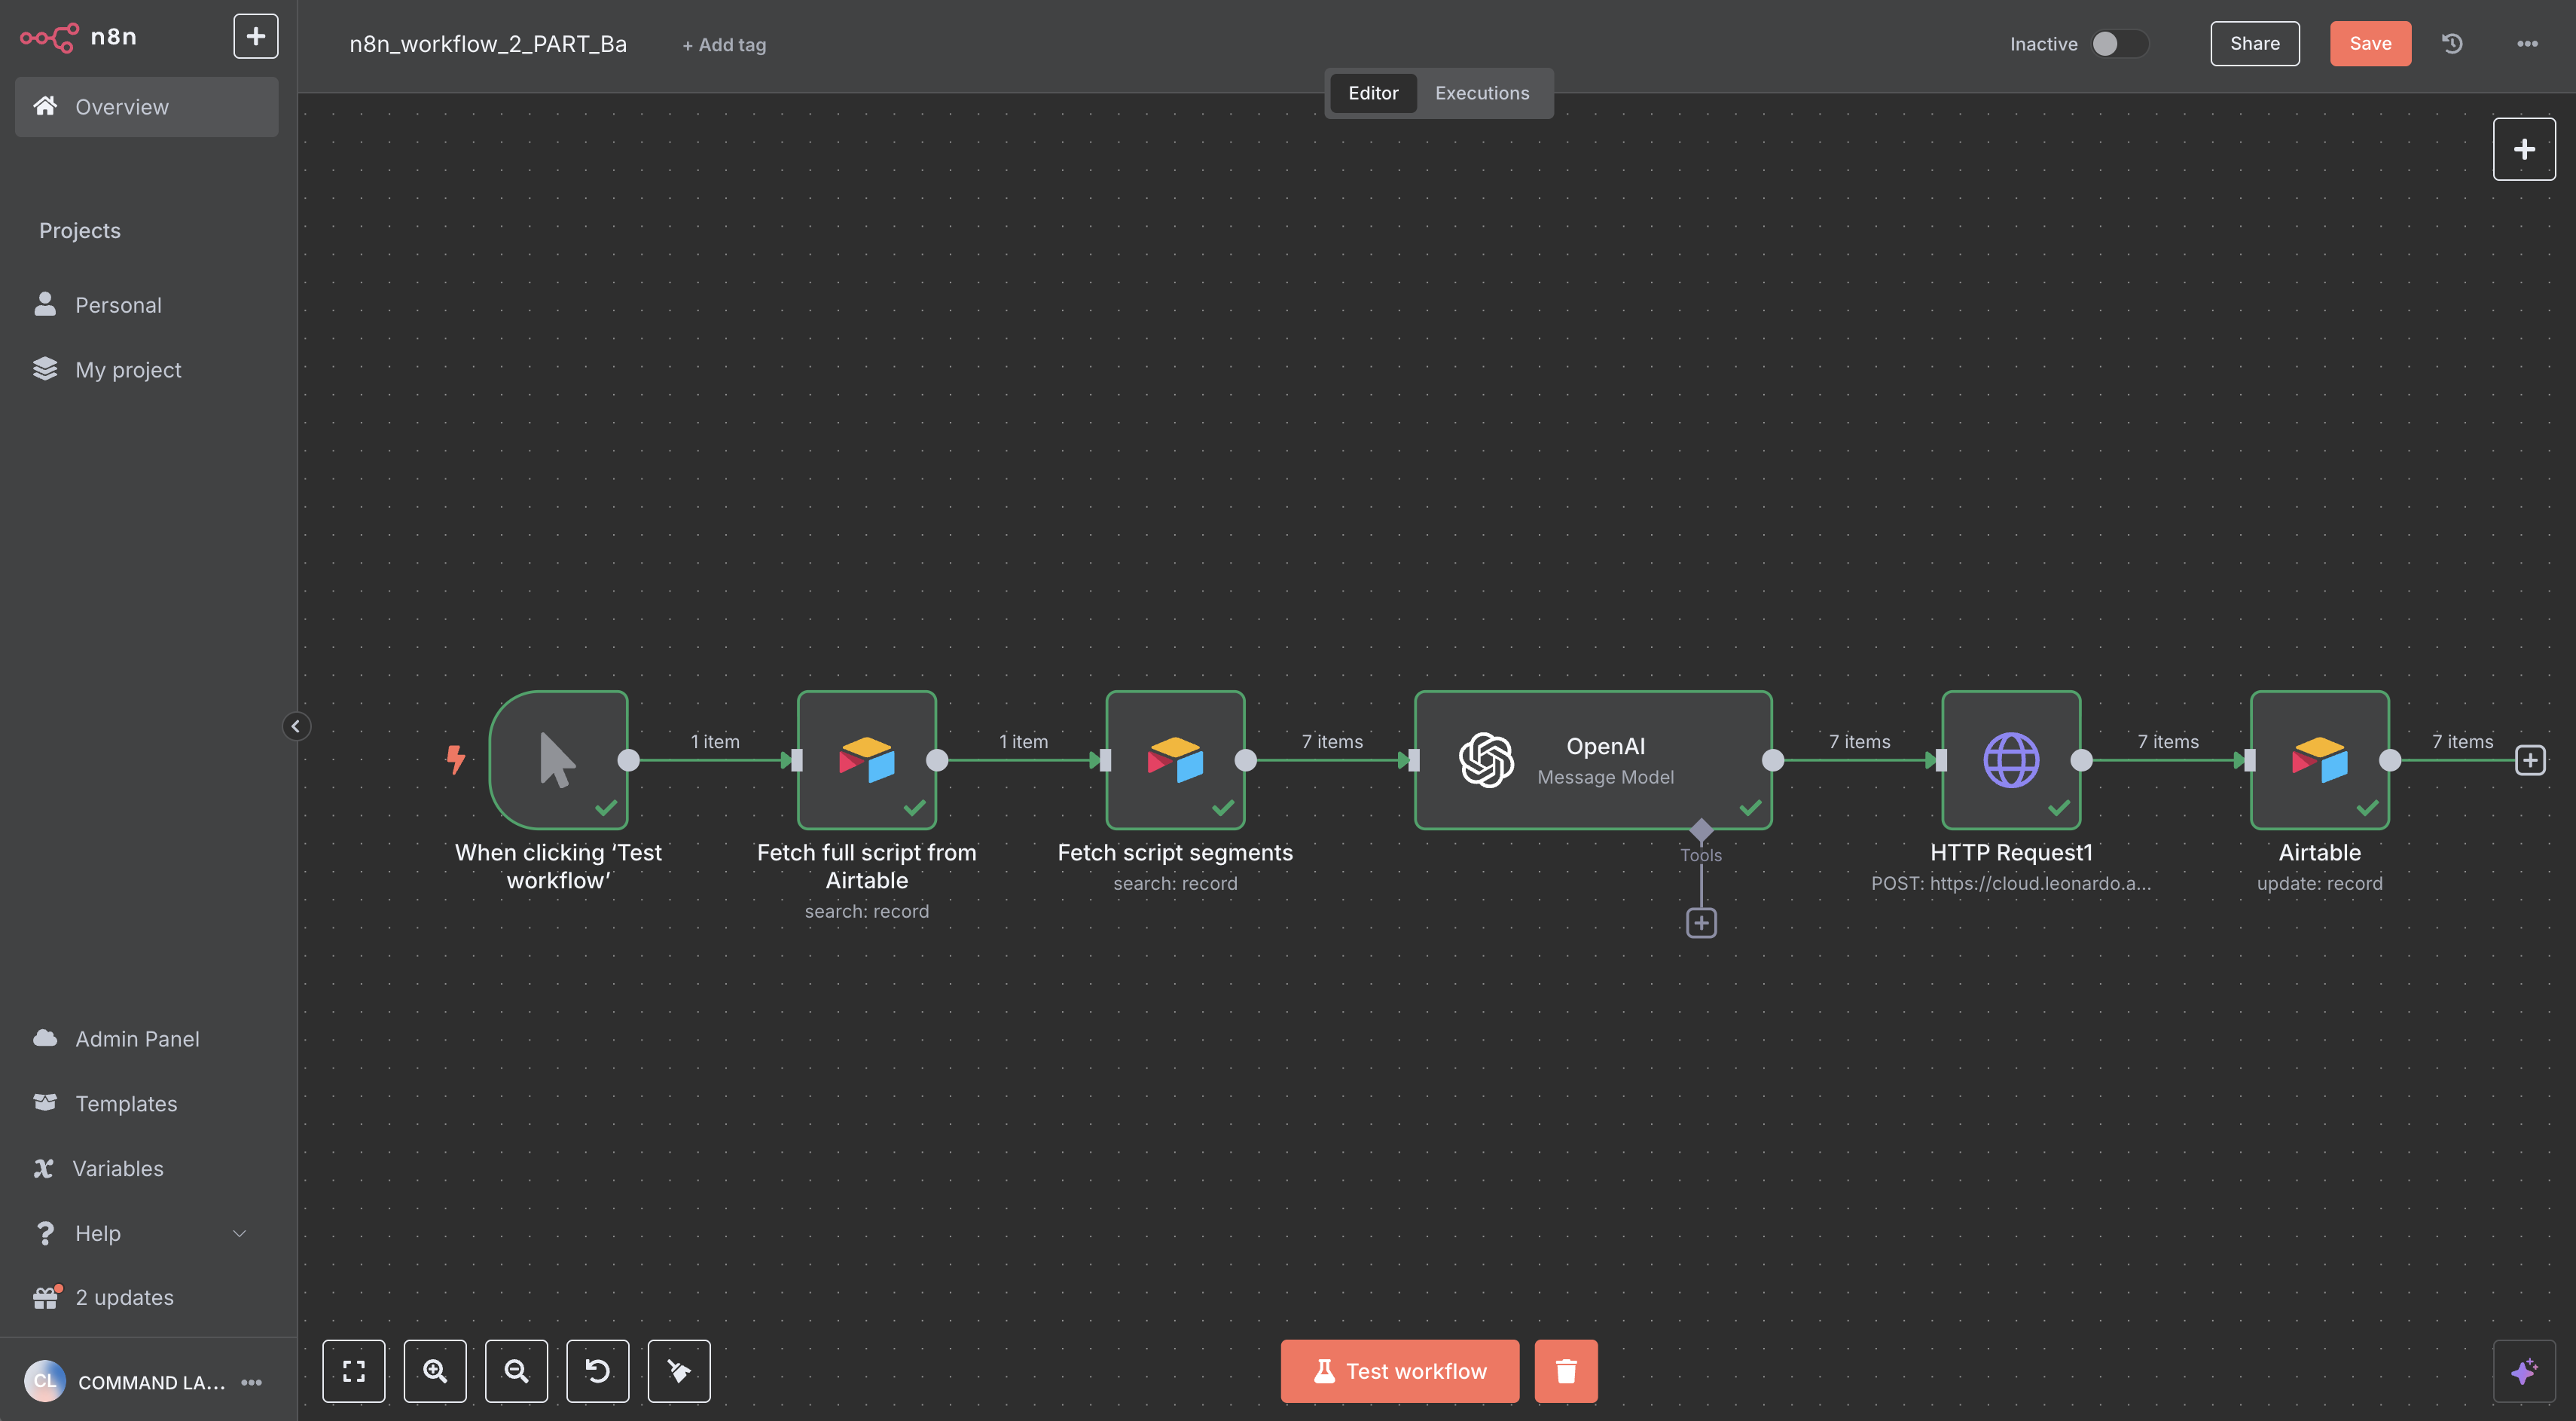 n8n
n8n_workflow_2_PART_Ba
+ Add tag
Inactive
Share
Save
Editor
Executions
Overview
Projects
Personal
My project
1 item
1 item
7 items
7 items
7 items
7 items
OpenAI
Message Model
Tools
When clicking ‘Test
workflow’
Fetch full script from
Airtable
search: record
Fetch script segments
search: record
HTTP Request1
POST: https://cloud.leonardo.a...
Airtable
update: record
Admin Panel
Templates
Variables
Help
2 updates
CL
COMMAND LA...
Test workflow